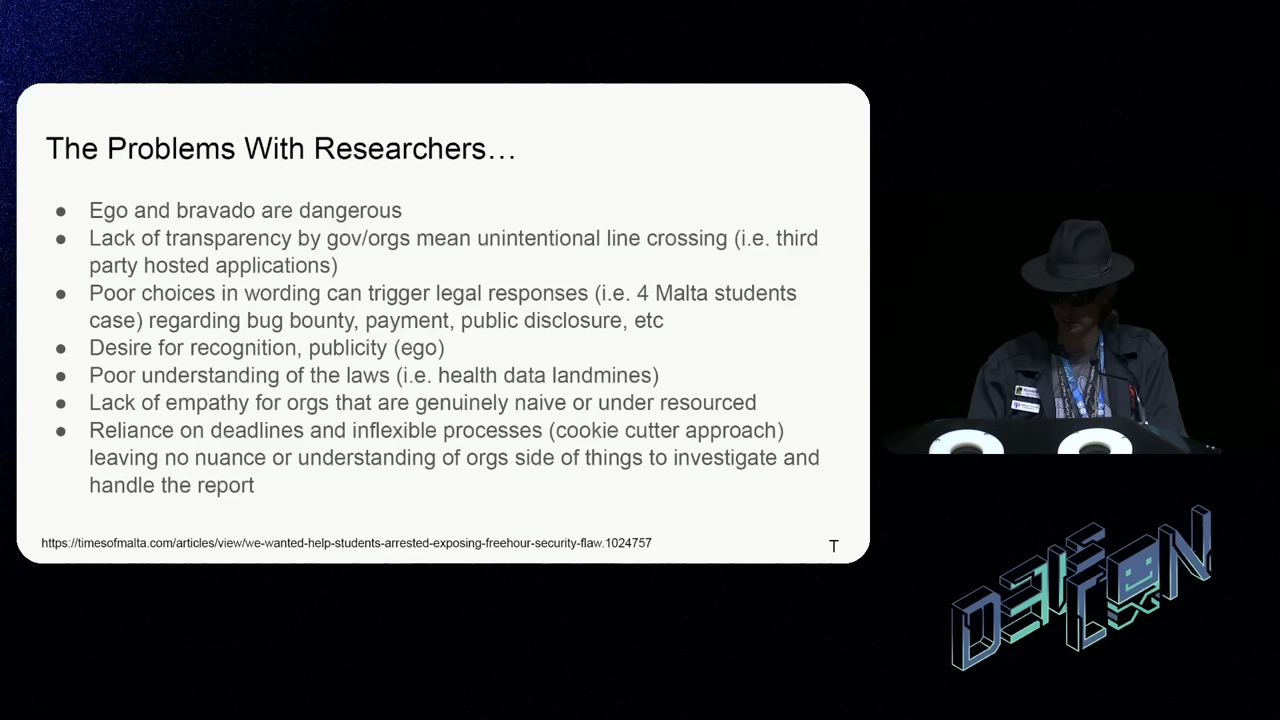 The Problems With Researchers…
● Ego and bravado are dangerous
● Lack of transparency by gov/orgs mean unintentional line crossing (i.e. third
party hosted applications)
● Poor choices in wording can trigger legal responses (i.e. 4 Malta students
case) regarding bug bounty, payment, public disclosure, etc
● Desire for recognition, publicity (ego)
● Poor understanding of the laws (i.e. health data landmines)
● Lack of empathy for orgs that are genuinely naive or under resourced
● Reliance on deadlines and inflexible processes (cookie cutter approach)
leaving no nuance or understanding of orgs side of things to investigate and
handle the report
https://timesofmalta.com/articles/view/we-wanted-help-students-arrested-exposing-freehour-security-flaw.1024757
T
DEF
CON